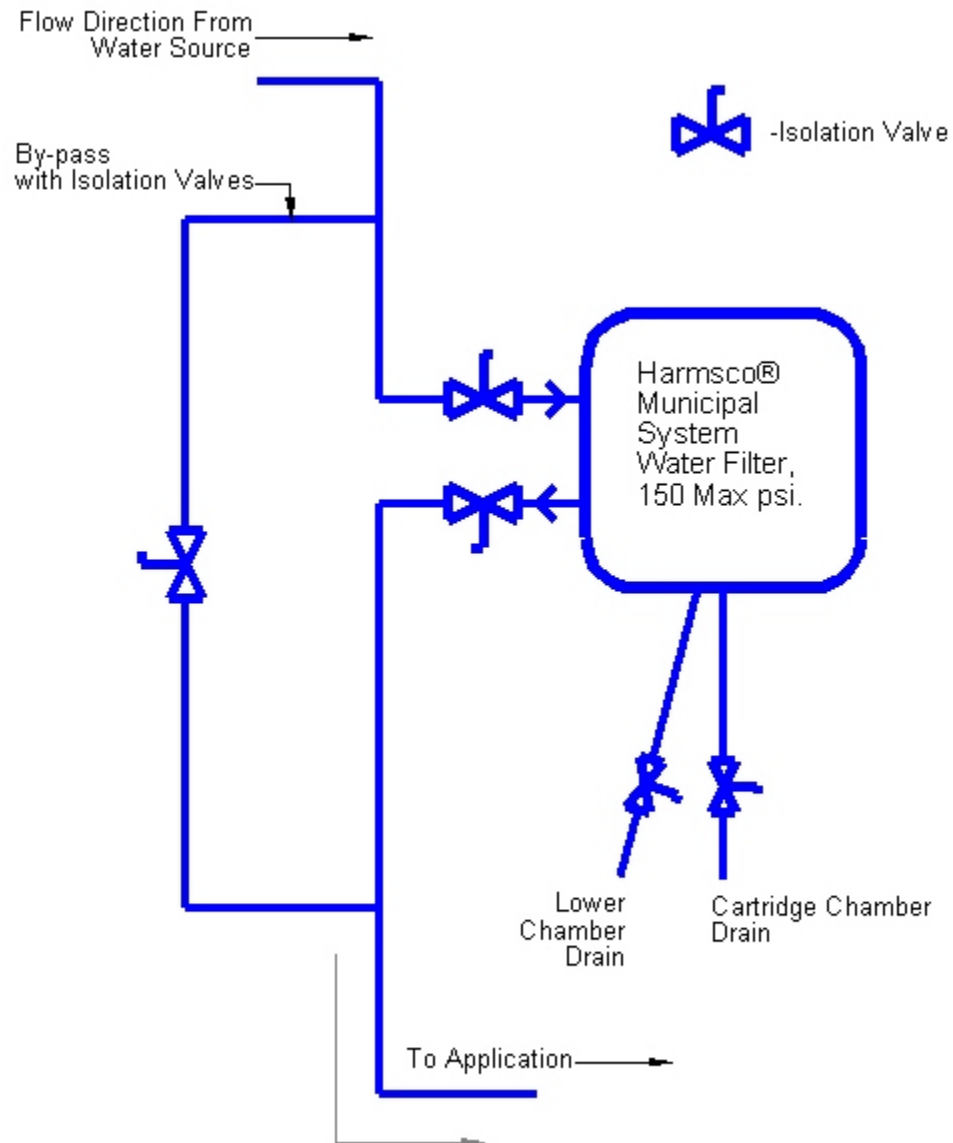 Flow Direction From
Water Source
-Isolation Valve
By-pass
with Isolation Valves
Harmsco®
Municipal
System
Water Filter,
150 Max psi.
Lower
Chamber
Drain
Cartridge Chamber
Drain
To Application